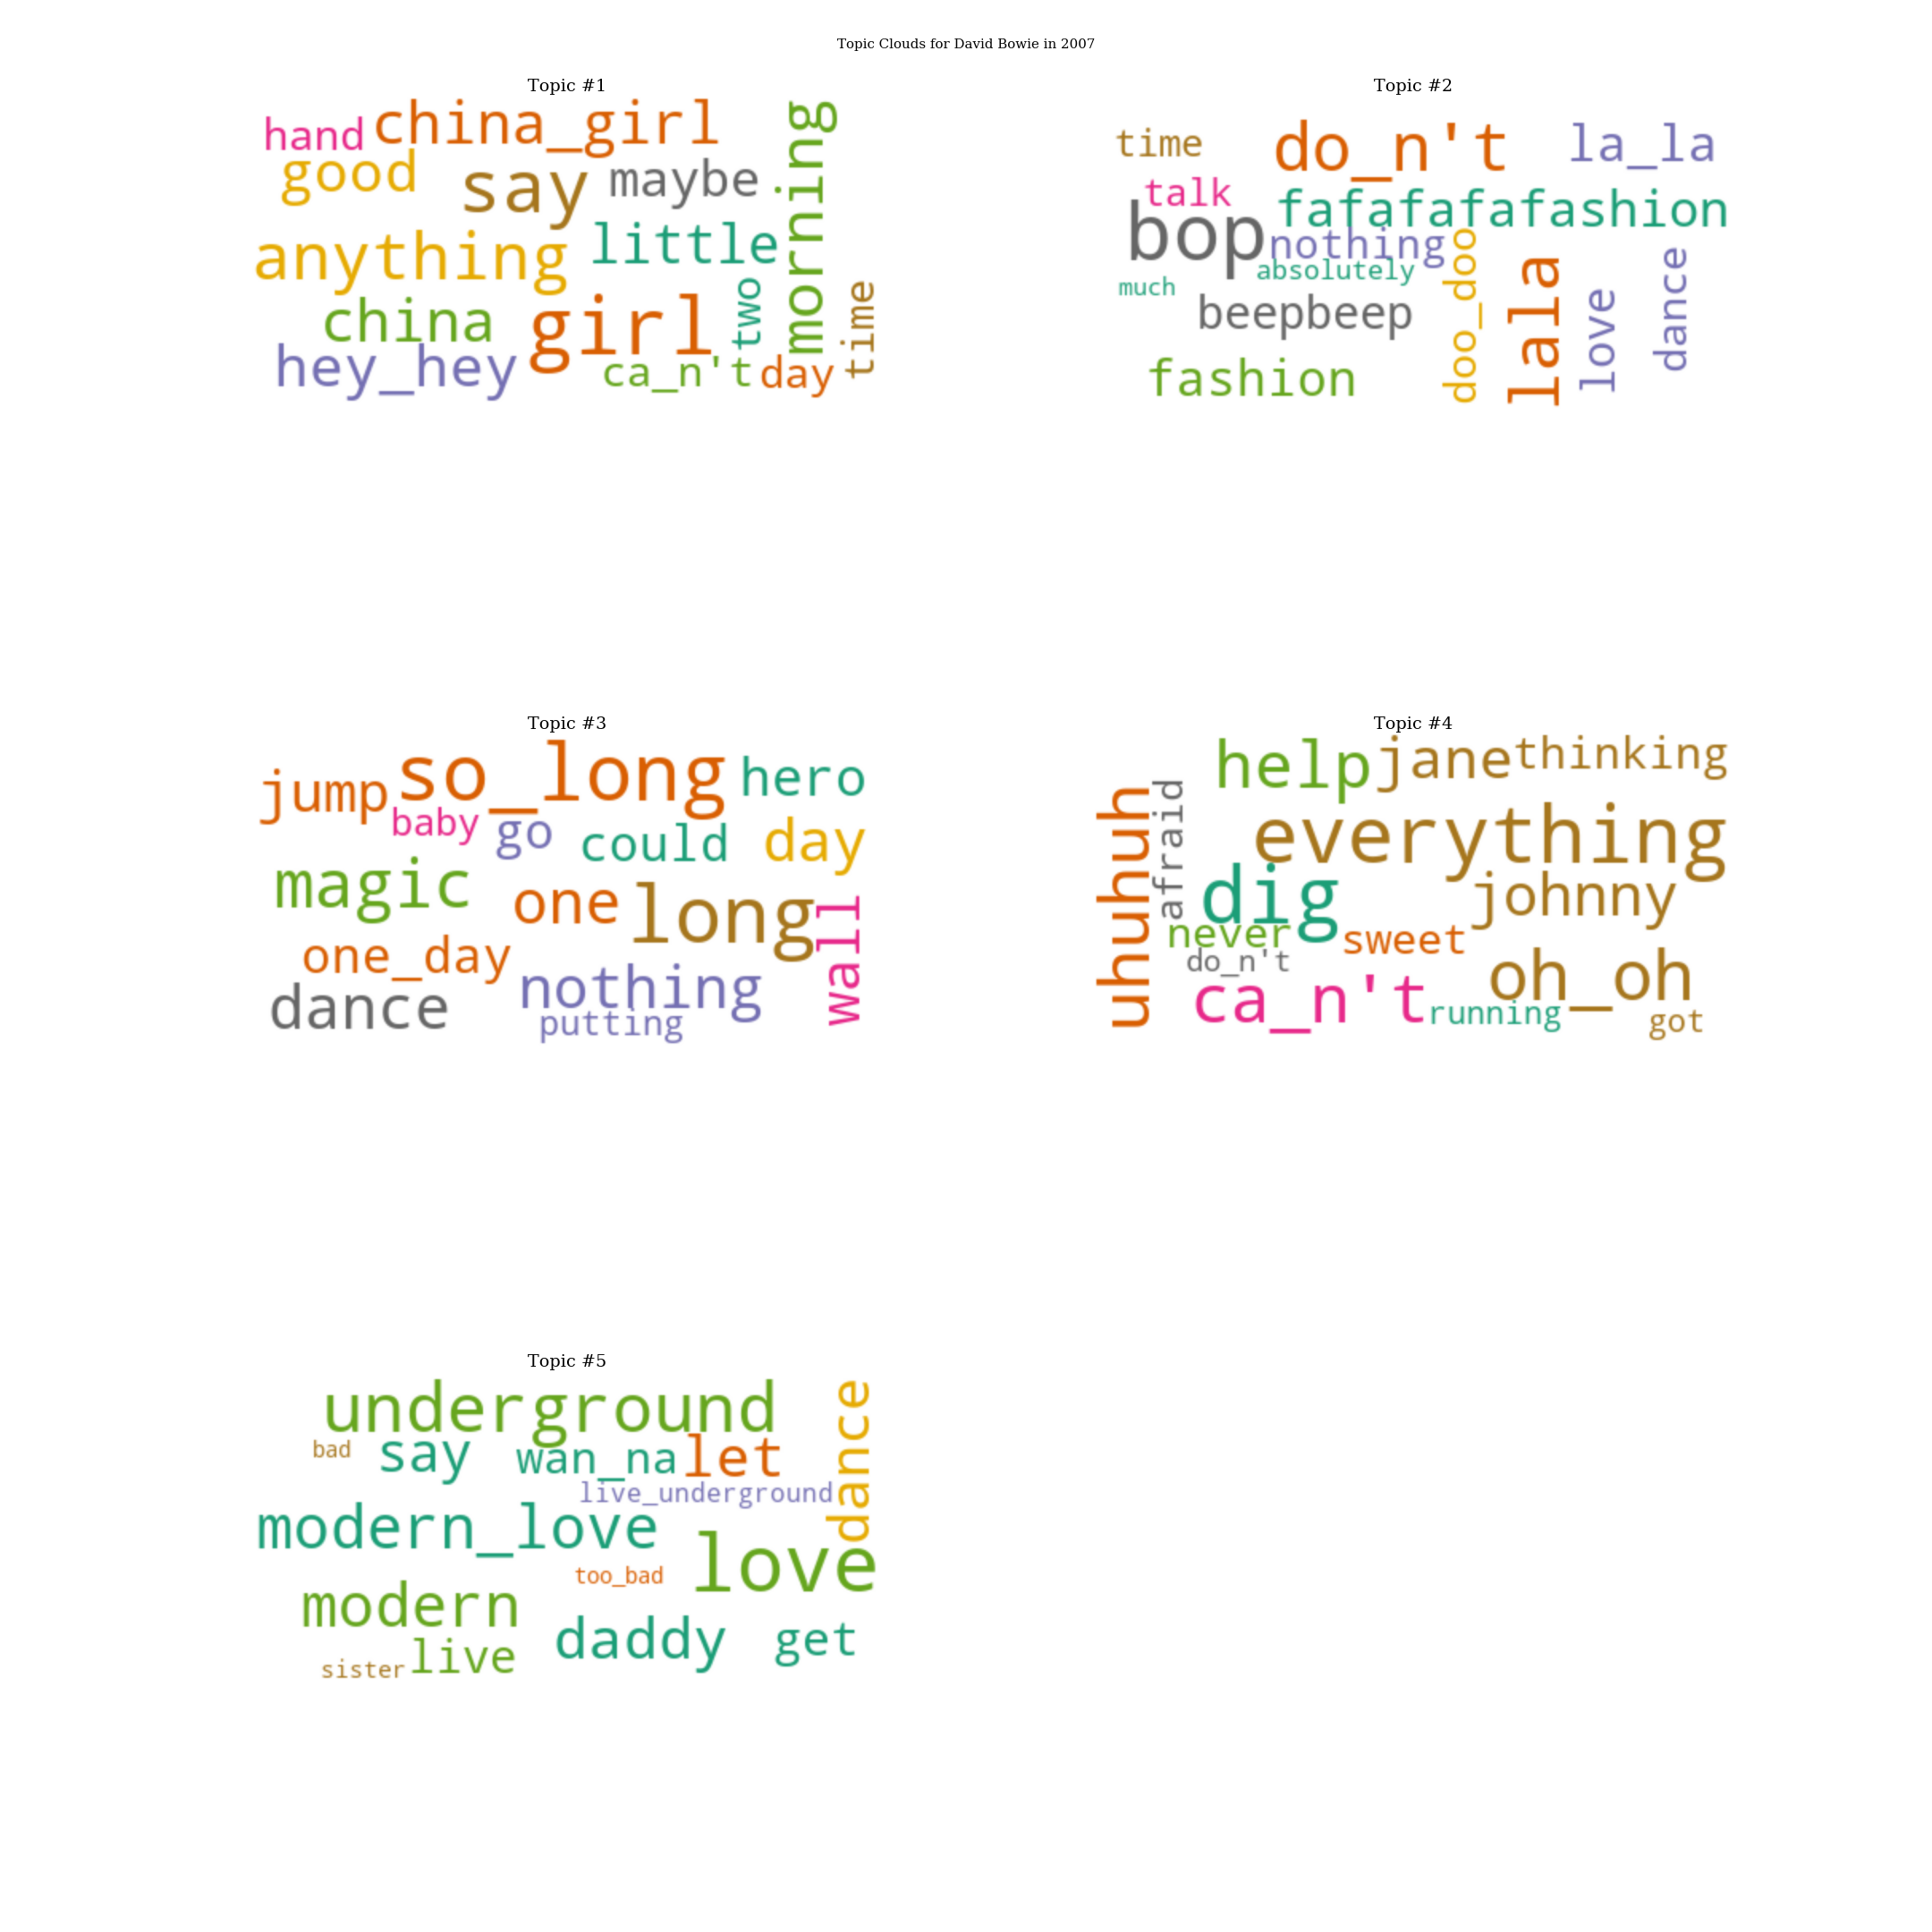 Topic Clouds for David Bowie in 2007
Topic #1
hand china_girl
good say maybe morning
anything little
china girl two time
hey_hey ca_n't day
Topic #2
time do_n't la_la
talk fafafafafashion
bop nothing
absolutely
much beepbeep doo_doo lala love dance
fashion
Topic #3
jump so_long hero
baby go could day
magic one long wall
one_day nothing
dance putting
Topic #4
help jane thinking
uhuhuh afraid everything
dig johnny
never sweet
do_n't oh_oh
ca_n't running got
Topic #5
underground dance
bad say wan_na let
live_underground
modern_love love
too_bad
modern daddy get
sister live